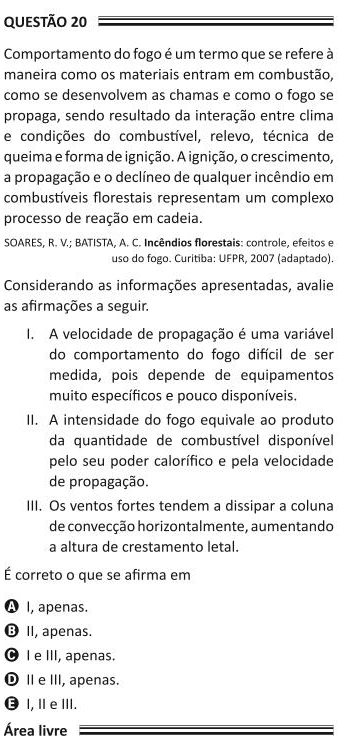 QUESTÃO 20
Comportamento do fogo é um termo que se refere à
maneira como os materiais entram em combustão,
como se desenvolvem as chamas e como o fogo se
propaga, sendo resultado da interação entre clima
e condições do combustível, relevo, técnica de
queima e forma de ignição. A ignição, o crescimento,
a propagação e o declíneo de qualquer incêndio em
combustíveis florestais representam um complexo
processo de reação em cadeia.
SOARES, R. V.; BATISTA, A. C. Incêndios florestais: controle, efeitos e
uso do fogo. Curitiba: UFPR, 2007 (adaptado).
Considerando as informações apresentadas, avalie
as afirmações a seguir.
I. A velocidade de propagação é uma variável
do comportamento do fogo difícil de ser
medida, pois depende de equipamentos
muito específicos e pouco disponíveis.
II. A intensidade do fogo equivale ao produto
da quantidade de combustível disponível
pelo seu poder calorífico e pela velocidade
de propagação.
III. Os ventos fortes tendem a dissipar a coluna
de convecção horizontalmente, aumentando
a altura de crestamento letal.
É correto o que se afirma em
A I, apenas.
B II, apenas.
C I e III, apenas.
D II e III, apenas.
E I, II e III.
Área livre